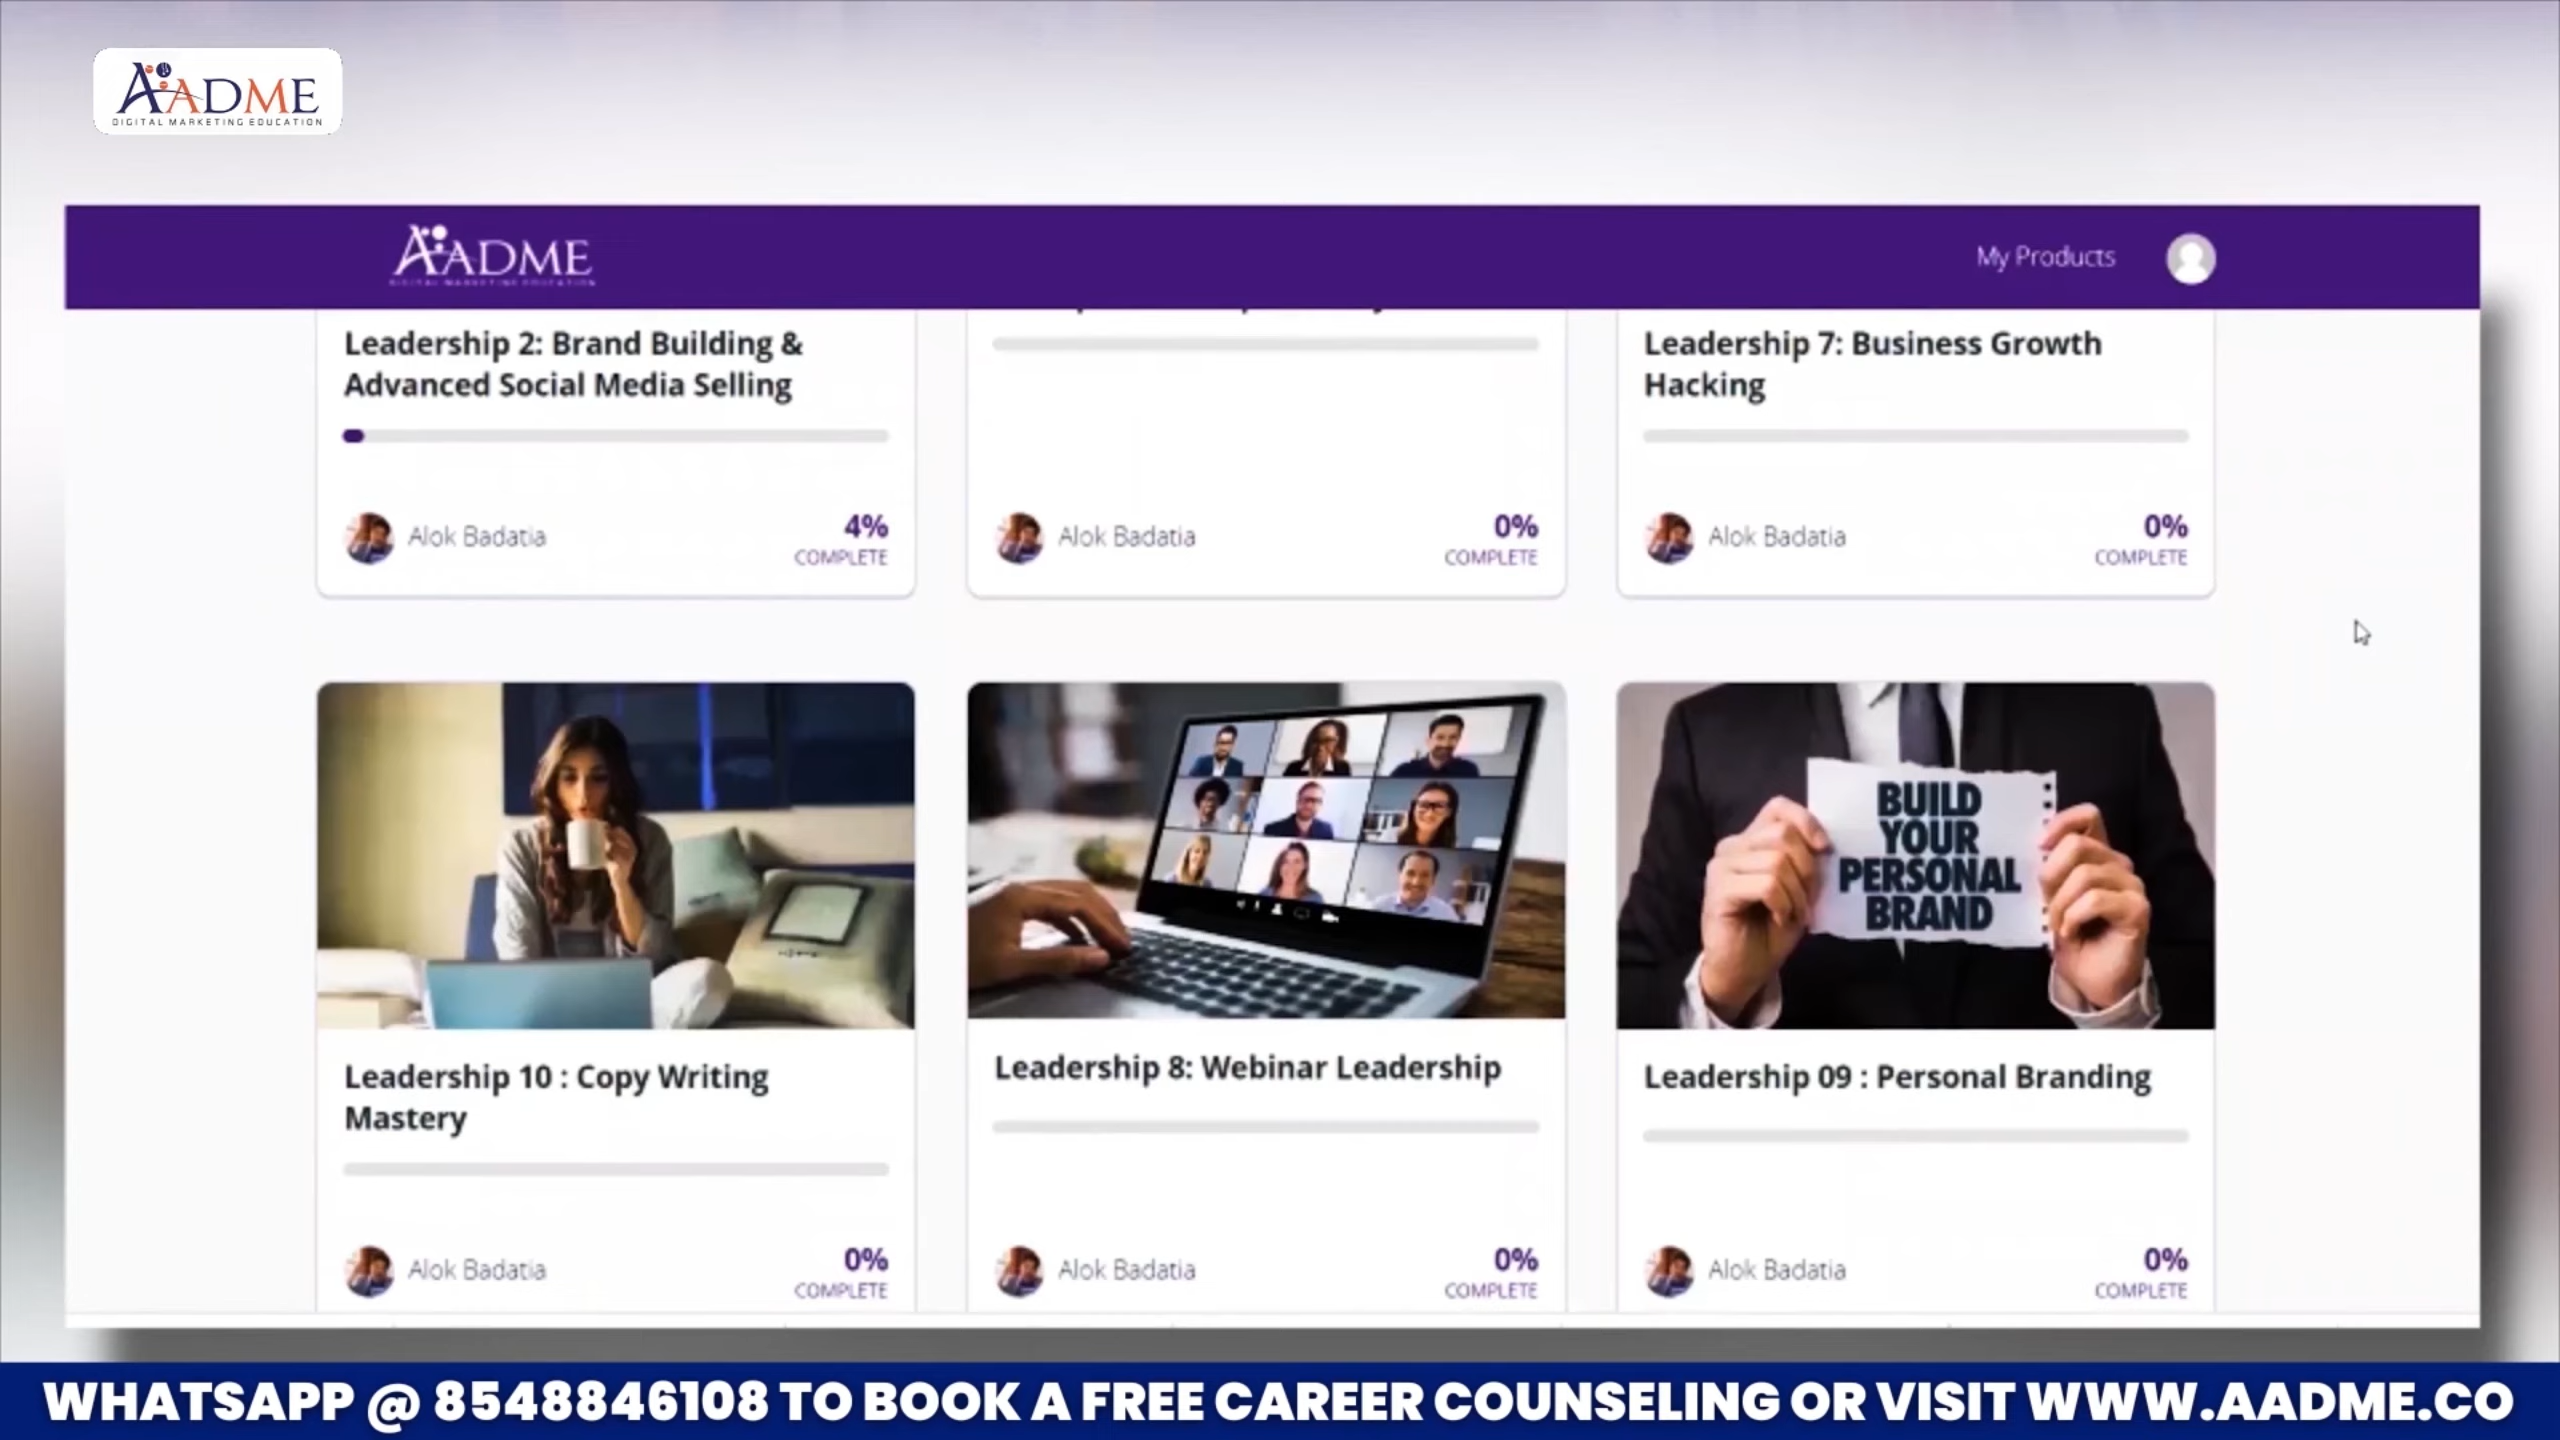 AADME
DIGITAL MARKETING EDUCATION
AADME
DIGITAL MARKETING EDUCATION
My Products
Leadership 2: Brand Building &
Advanced Social Media Selling
Alok Badatia
4%
COMPLETE
Alok Badatia
0%
COMPLETE
Leadership 7: Business Growth
Hacking
Alok Badatia
0%
COMPLETE
Leadership 10 : Copy Writing
Mastery
Alok Badatia
0%
COMPLETE
Leadership 8: Webinar Leadership
Alok Badatia
0%
COMPLETE
BUILD
YOUR
PERSONAL
BRAND
Leadership 09 : Personal Branding
Alok Badatia
0%
COMPLETE
WHATSAPP @ 8548846108 TO BOOK A FREE CAREER COUNSELING OR VISIT WWW.AADME.CO